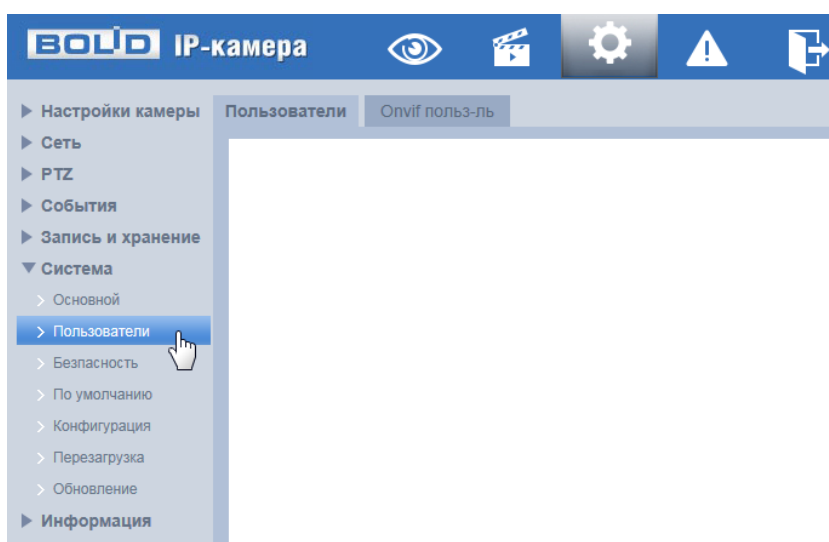 BOLID IP-камера
Настройки камеры
Сеть
PTZ
События
Запись и хранение
Система
Основной
Пользователи
Безпасность
По умолчанию
Конфигурация
Перезагрузка
Обновление
Информация
Пользователи Onvif польз-ль